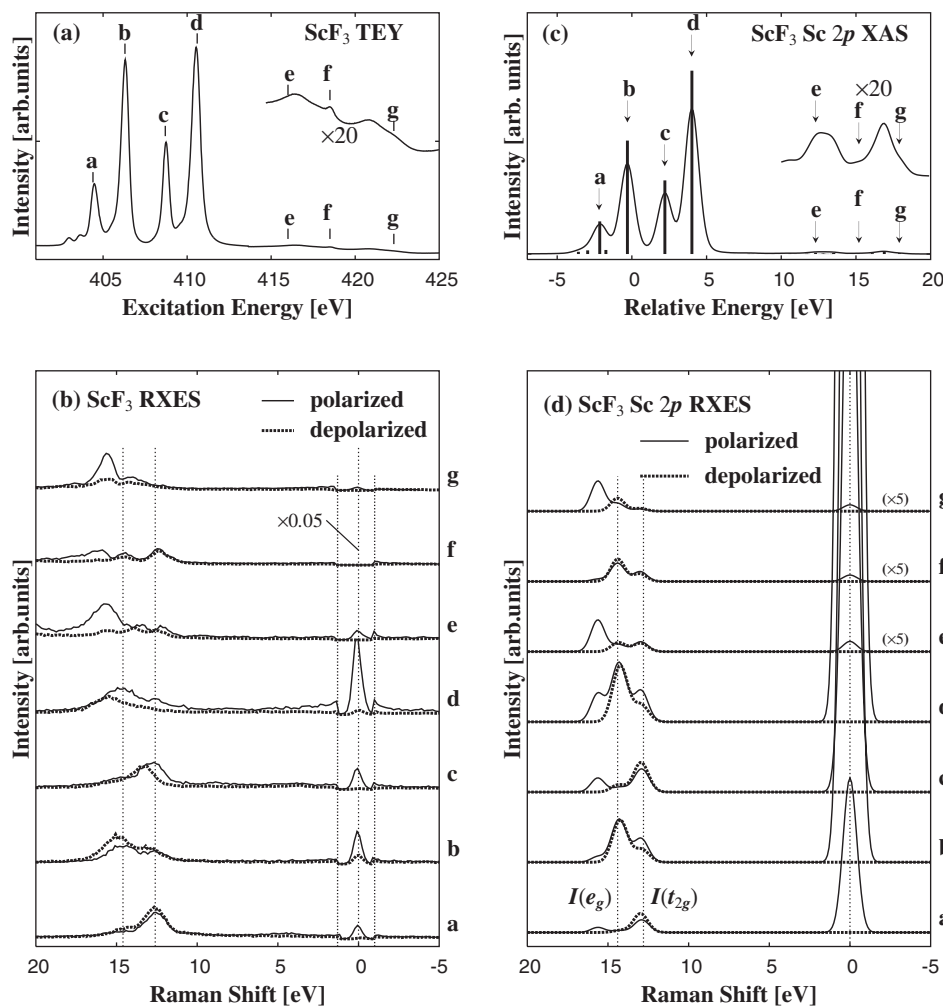 (a) ScF3 TEY
a
b
c
d
e
f
g
×20
e
f
g
Intensity [arb.units]
405 410 415 420 425
Excitation Energy [eV]
(c) ScF3 Sc 2p XAS
a
b
c
d
e
f
g
×20
e
f
g
Intensity [arb. units]
-5 0 5 10 15 20
Relative Energy [eV]
(b) ScF3 RXES
polarized
depolarized
g
×0.05
f
e
d
c
b
a
Intensity [arb.units]
20 15 10 5 0 -5
Raman Shift [eV]
(d) ScF3 Sc 2p RXES
polarized
depolarized
(×5) g
(×5) f
(×5) e
d
c
b
I(eg) I(t2g)
a
Intensity [arb.units]
20 15 10 5 0 -5
Raman Shift [eV]